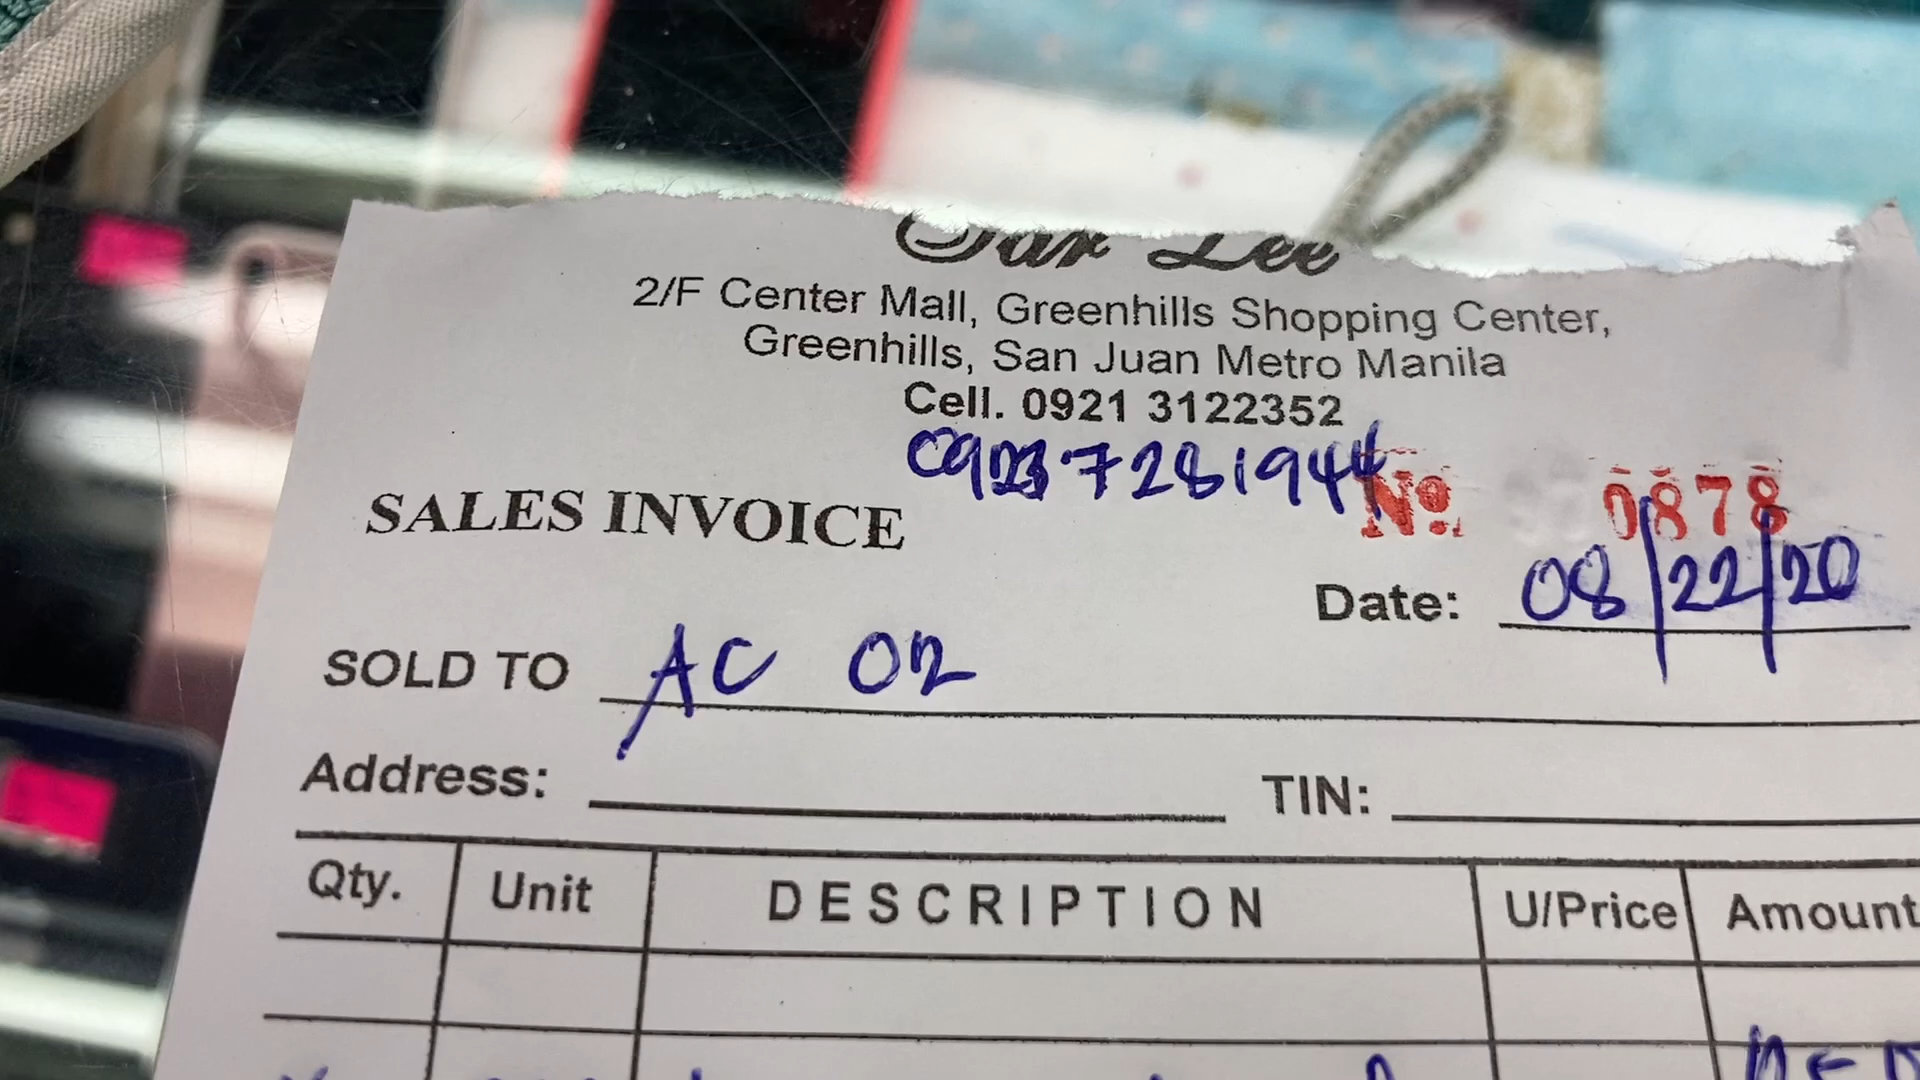 Lee
2/F Center Mall, Greenhills Shopping Center,
Greenhills, San Juan Metro Manila
Cell. 0921 3122352
SALES INVOICE
No. 0878
Date: 08/22/20
SOLD TO AC
Address: TIN:
Qty. Unit DESCRIPTION U/Price Amount